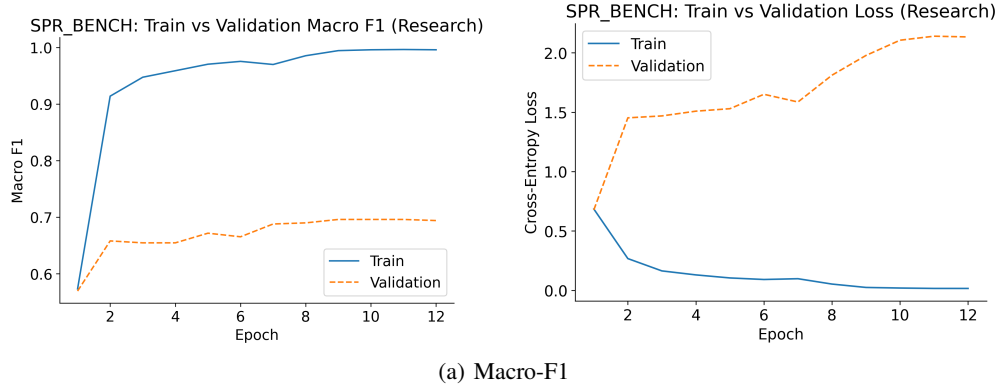 SPR_BENCH: Train vs Validation Macro F1 (Research)
Macro F1
1.0
0.9
0.8
0.7
0.6
2 4 6 8 10 12
Epoch
Train
Validation
SPR_BENCH: Train vs Validation Loss (Research)
Cross-Entropy Loss
2.0
1.5
1.0
0.5
0.0
2 4 6 8 10 12
Epoch
Train
Validation
(a) Macro-F1